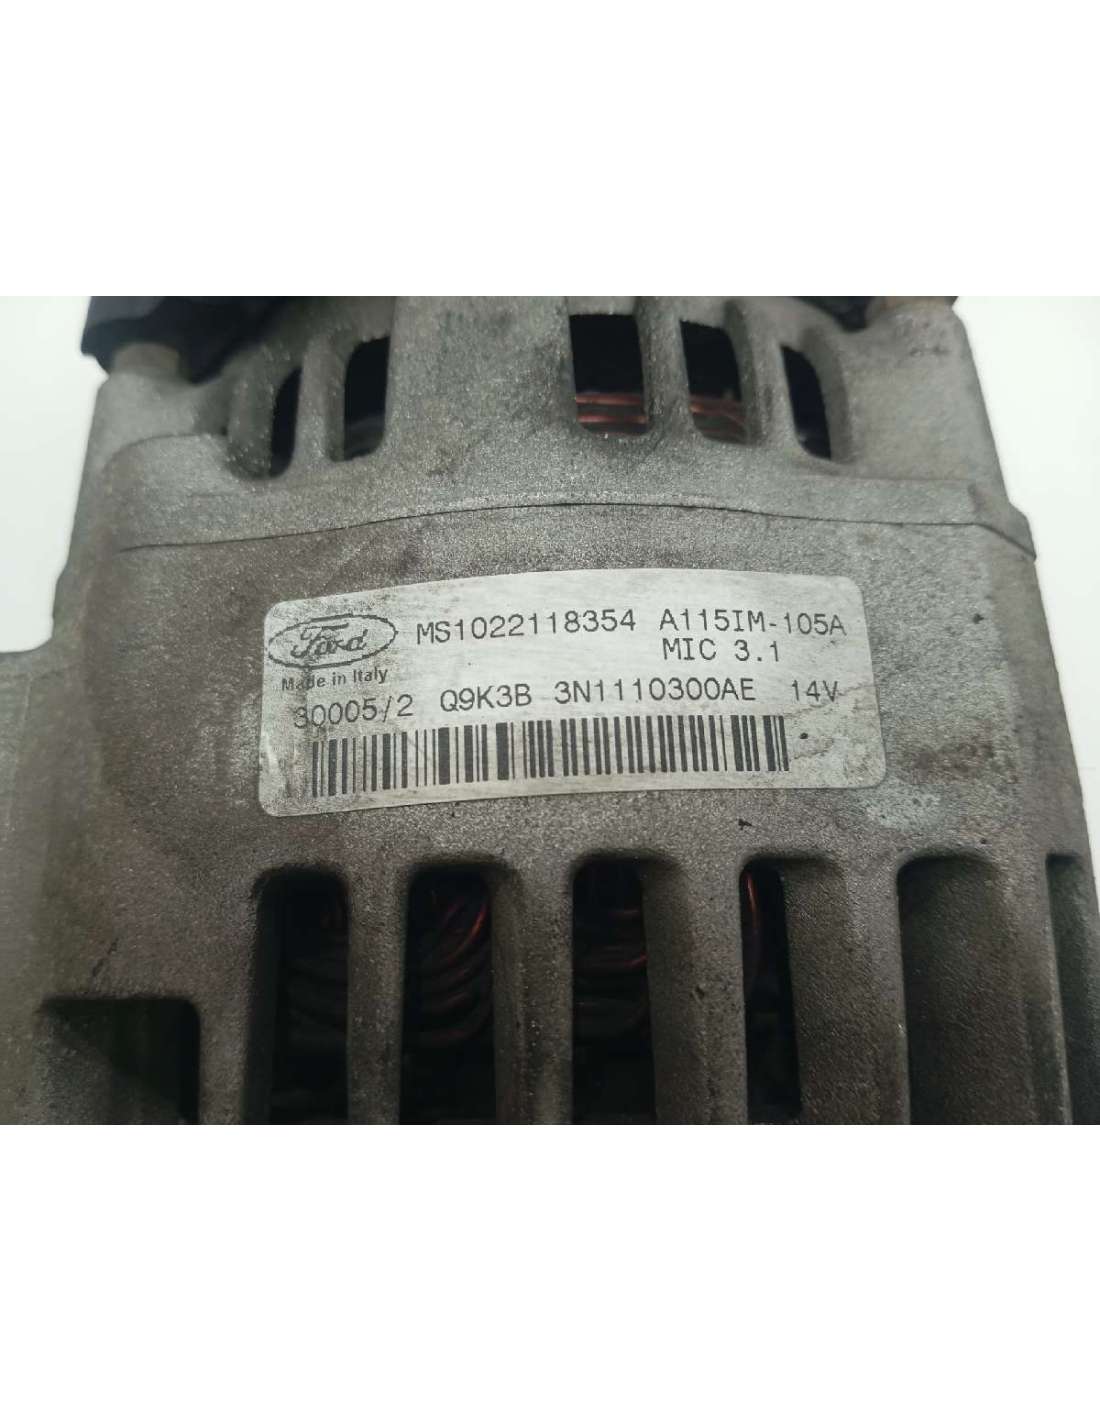 Ford MS1022118354 A115IM-105A
MIC 3.1
Made in Italy
30005/2 Q9K3B 3N1110300AE 14V